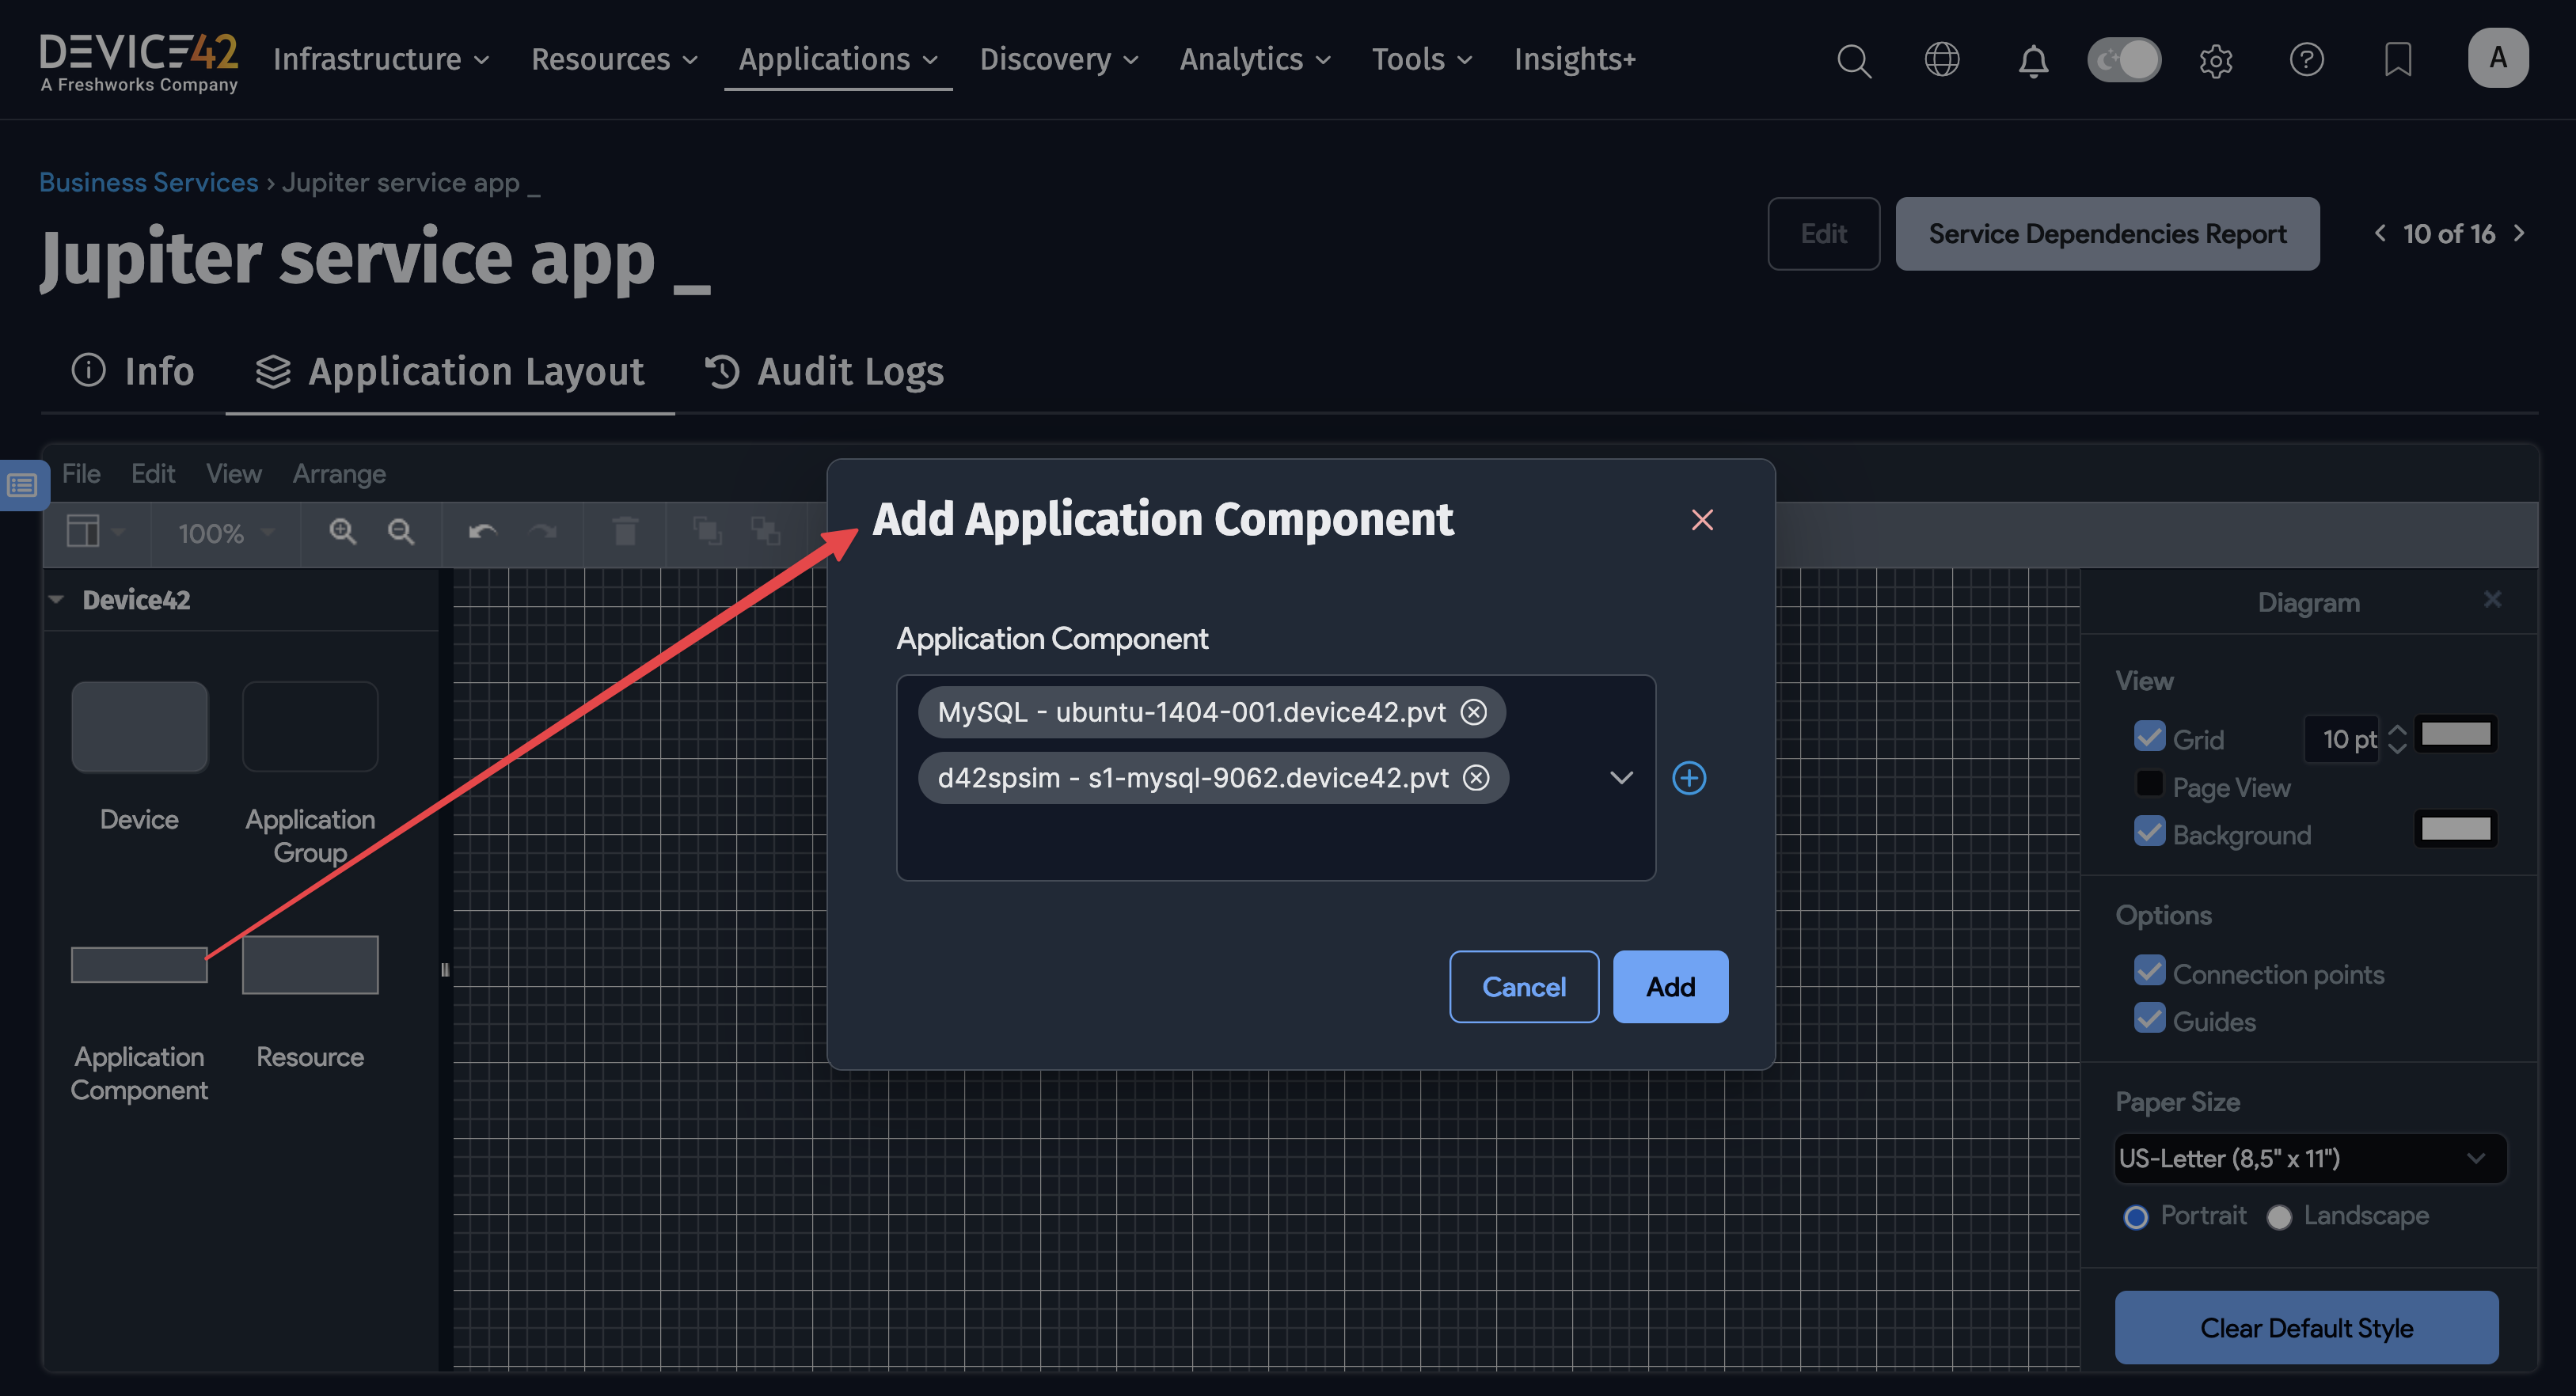 DEVICE42
A Freshworks Company
Infrastructure Resources Applications Discovery Analytics Tools Insights+
A
Business Services › Jupiter service app _
Jupiter service app _
Edit Service Dependencies Report 10 of 16
Info Application Layout Audit Logs
File Edit View Arrange
100%
Device42
Device
Application
Group
Application
Component
Resource
Add Application Component
Application Component
MySQL - ubuntu-1404-001.device42.pvt
d42spsim - s1-mysql-9062.device42.pvt
Cancel Add
Diagram
View
Grid 10 pt
Page View
Background
Options
Connection points
Guides
Paper Size
US-Letter (8,5" x 11")
Portrait Landscape
Clear Default Style